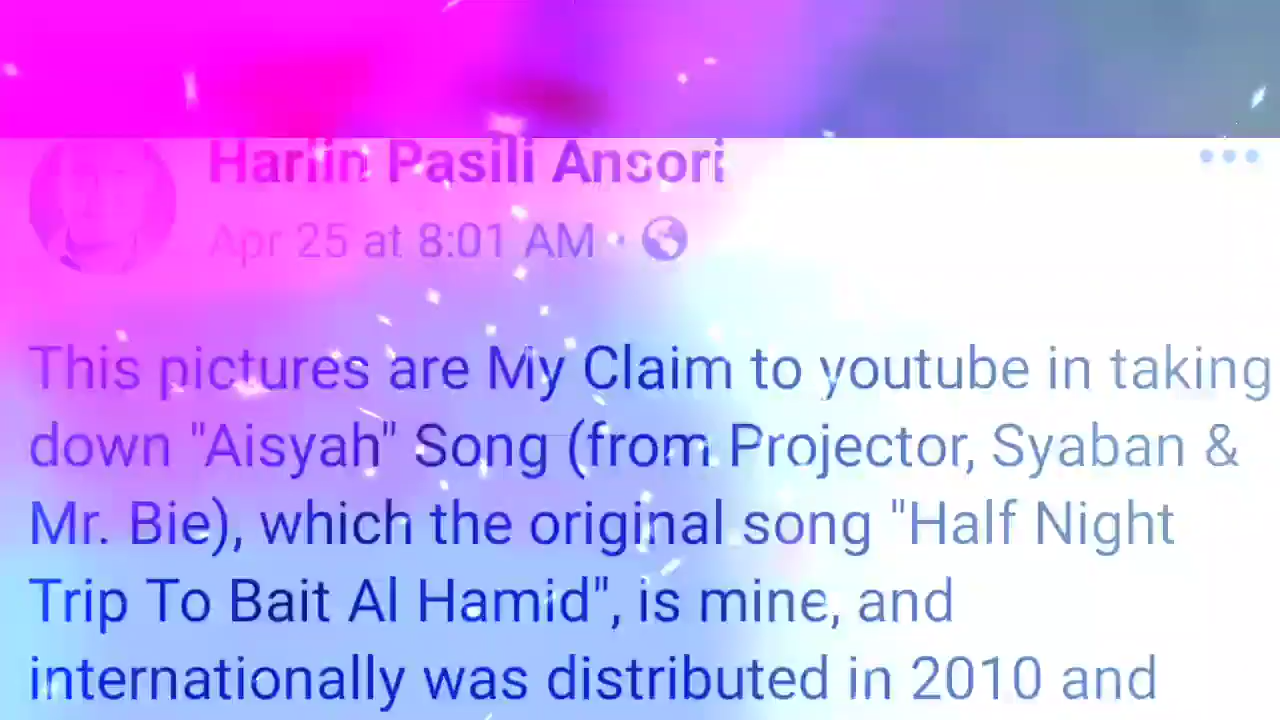 Harlin Pasili Ansori
Apr 25 at 8:01 AM ·
This pictures are My Claim to youtube in taking
down "Aisyah" Song (from Projector, Syaban &
Mr. Bie), which the original song "Half Night
Trip To Bait Al Hamid", is mine, and
internationally was distributed in 2010 and